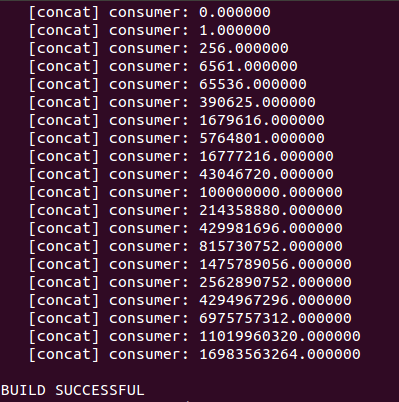 [concat] consumer: 0.000000
[concat] consumer: 1.000000
[concat] consumer: 256.000000
[concat] consumer: 6561.000000
[concat] consumer: 65536.000000
[concat] consumer: 390625.000000
[concat] consumer: 1679616.000000
[concat] consumer: 5764801.000000
[concat] consumer: 16777216.000000
[concat] consumer: 43046720.000000
[concat] consumer: 100000000.000000
[concat] consumer: 214358880.000000
[concat] consumer: 429981696.000000
[concat] consumer: 815730752.000000
[concat] consumer: 1475789056.000000
[concat] consumer: 2562890752.000000
[concat] consumer: 4294967296.000000
[concat] consumer: 6975757312.000000
[concat] consumer: 11019960320.000000
[concat] consumer: 16983563264.000000
BUILD SUCCESSFUL